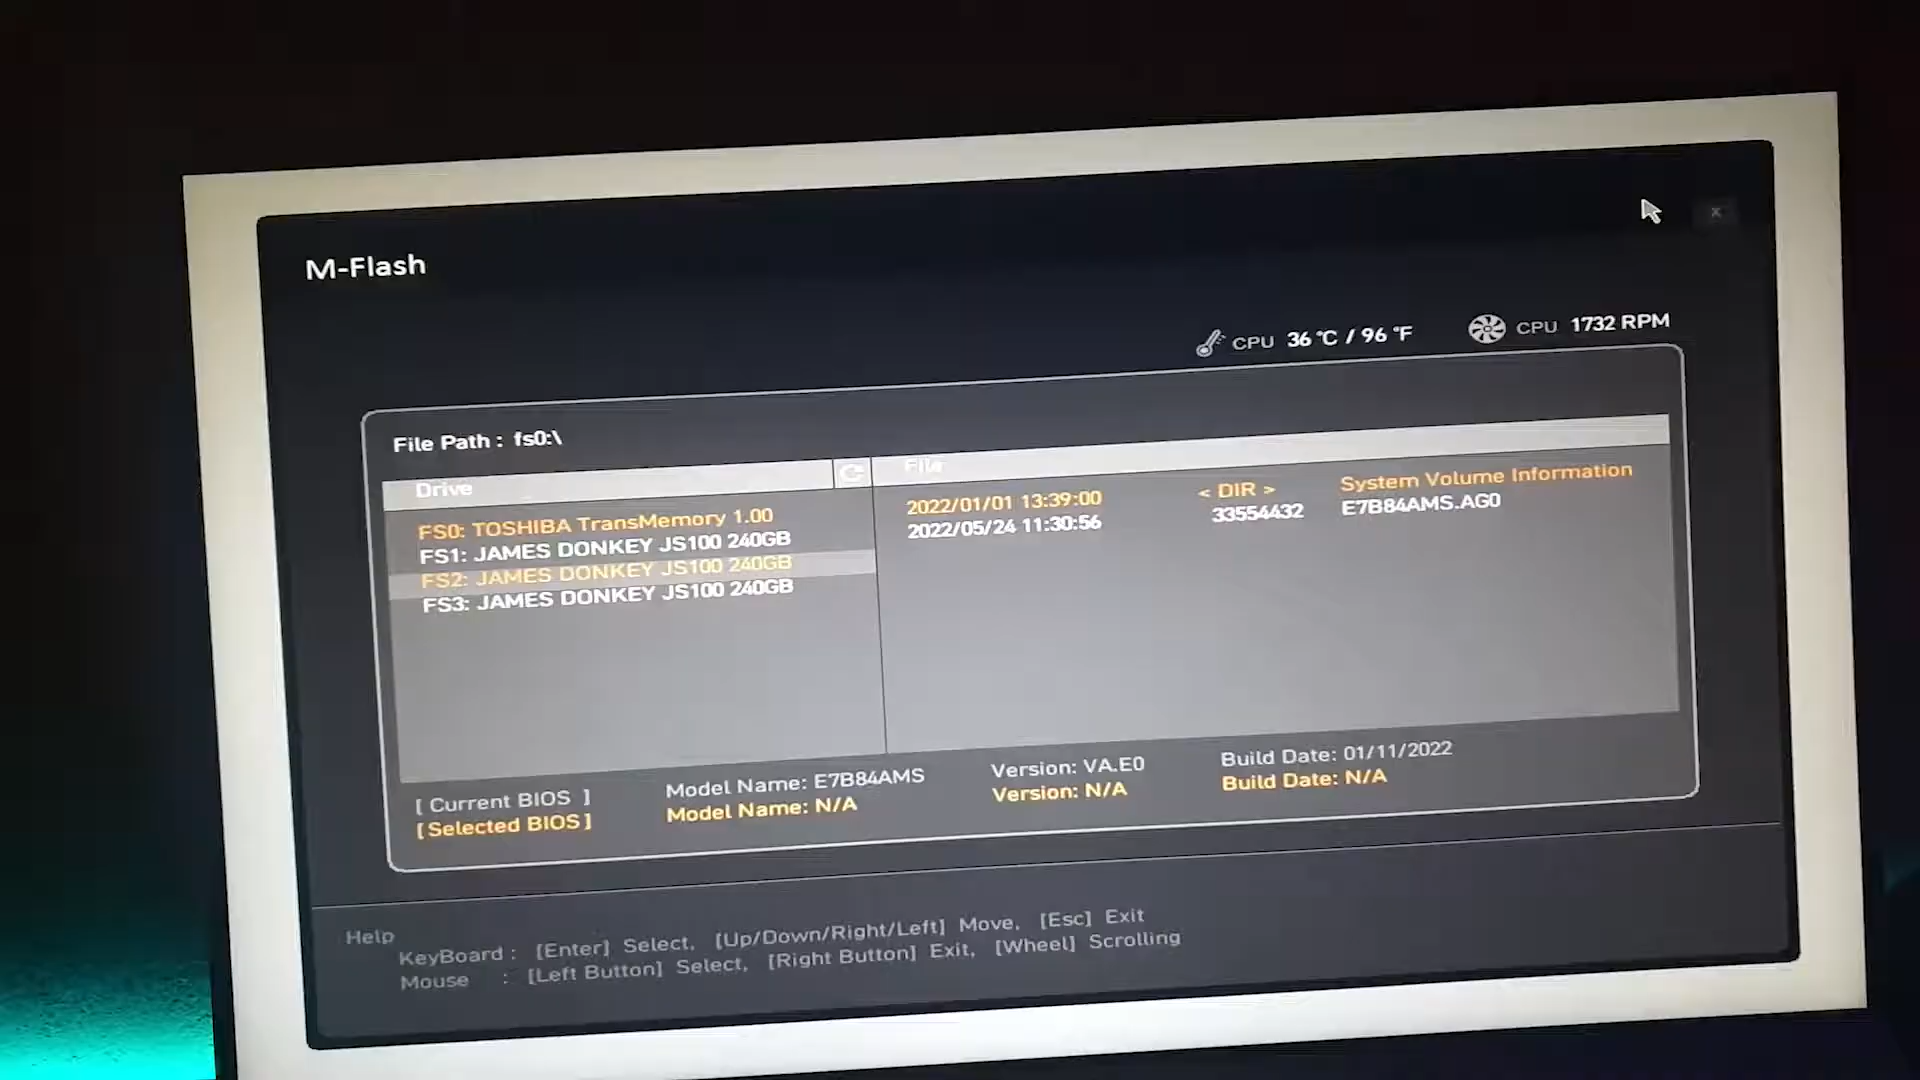 M-Flash
CPU 36 °C / 96 °F CPU 1732 RPM
File Path : fs0:\
Drive
FS0: TOSHIBA TransMemory 1.00
FS1: JAMES DONKEY JS100 240GB
FS2: JAMES DONKEY JS100 240GB
FS3: JAMES DONKEY JS100 240GB
File
2022/01/01 13:39:00 < DIR > System Volume Information
2022/05/24 11:30:56 33554432 E7B84AMS.AG0
[ Current BIOS ] Model Name: E7B84AMS Version: VA.E0 Build Date: 01/11/2022
[ Selected BIOS ] Model Name: N/A Version: N/A Build Date: N/A
Help
KeyBoard : [Enter] Select, [Up/Down/Right/Left] Move, [Esc] Exit
Mouse : [Left Button] Select, [Right Button] Exit, [Wheel] Scrolling